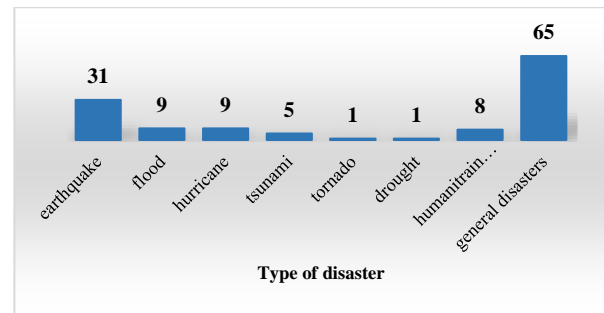 65
31
9
9
5
1
1
8
earthquake
flood
hurricane
tsunami
tornado
drought
humanitrain...
general disasters
Type of disaster